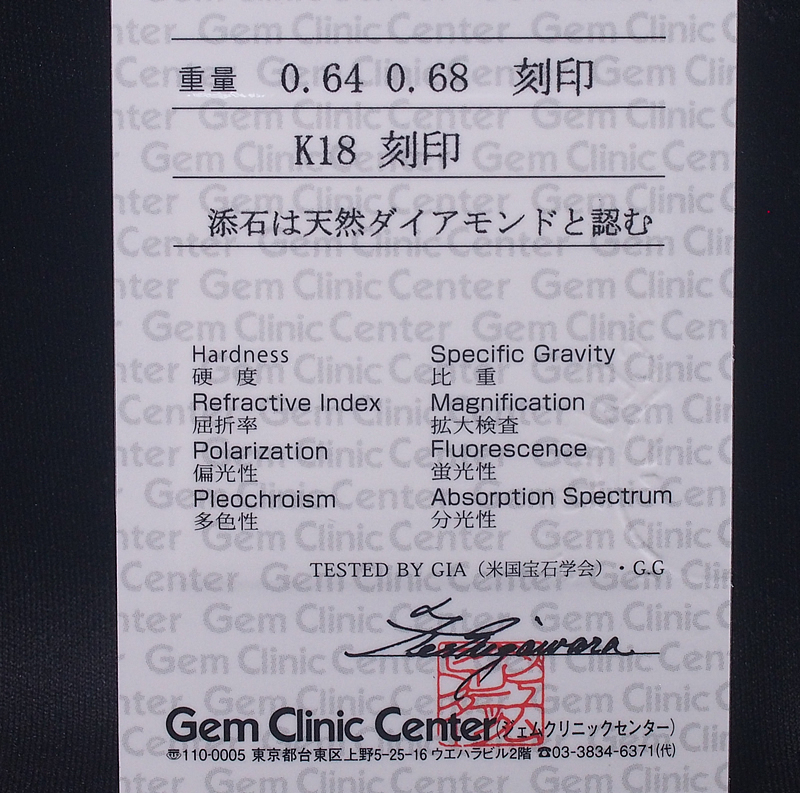 重量 0.64 0.68 刻印
K18 刻印
添石は天然ダイアモンドと認む
Hardness
硬 度
Specific Gravity
比 重
Refractive Index
屈折率
Magnification
拡大検査
Polarization
偏光性
Fluorescence
蛍光性
Pleochroism
多色性
Absorption Spectrum
分光性
TESTED BY GIA（米国宝石学会）・G.G
Gem Clinic Center(ジェムクリニックセンター)
〠110-0005 東京都台東区上野5-25-16 ウエハラビル2階 ☎03-3834-6371(代)